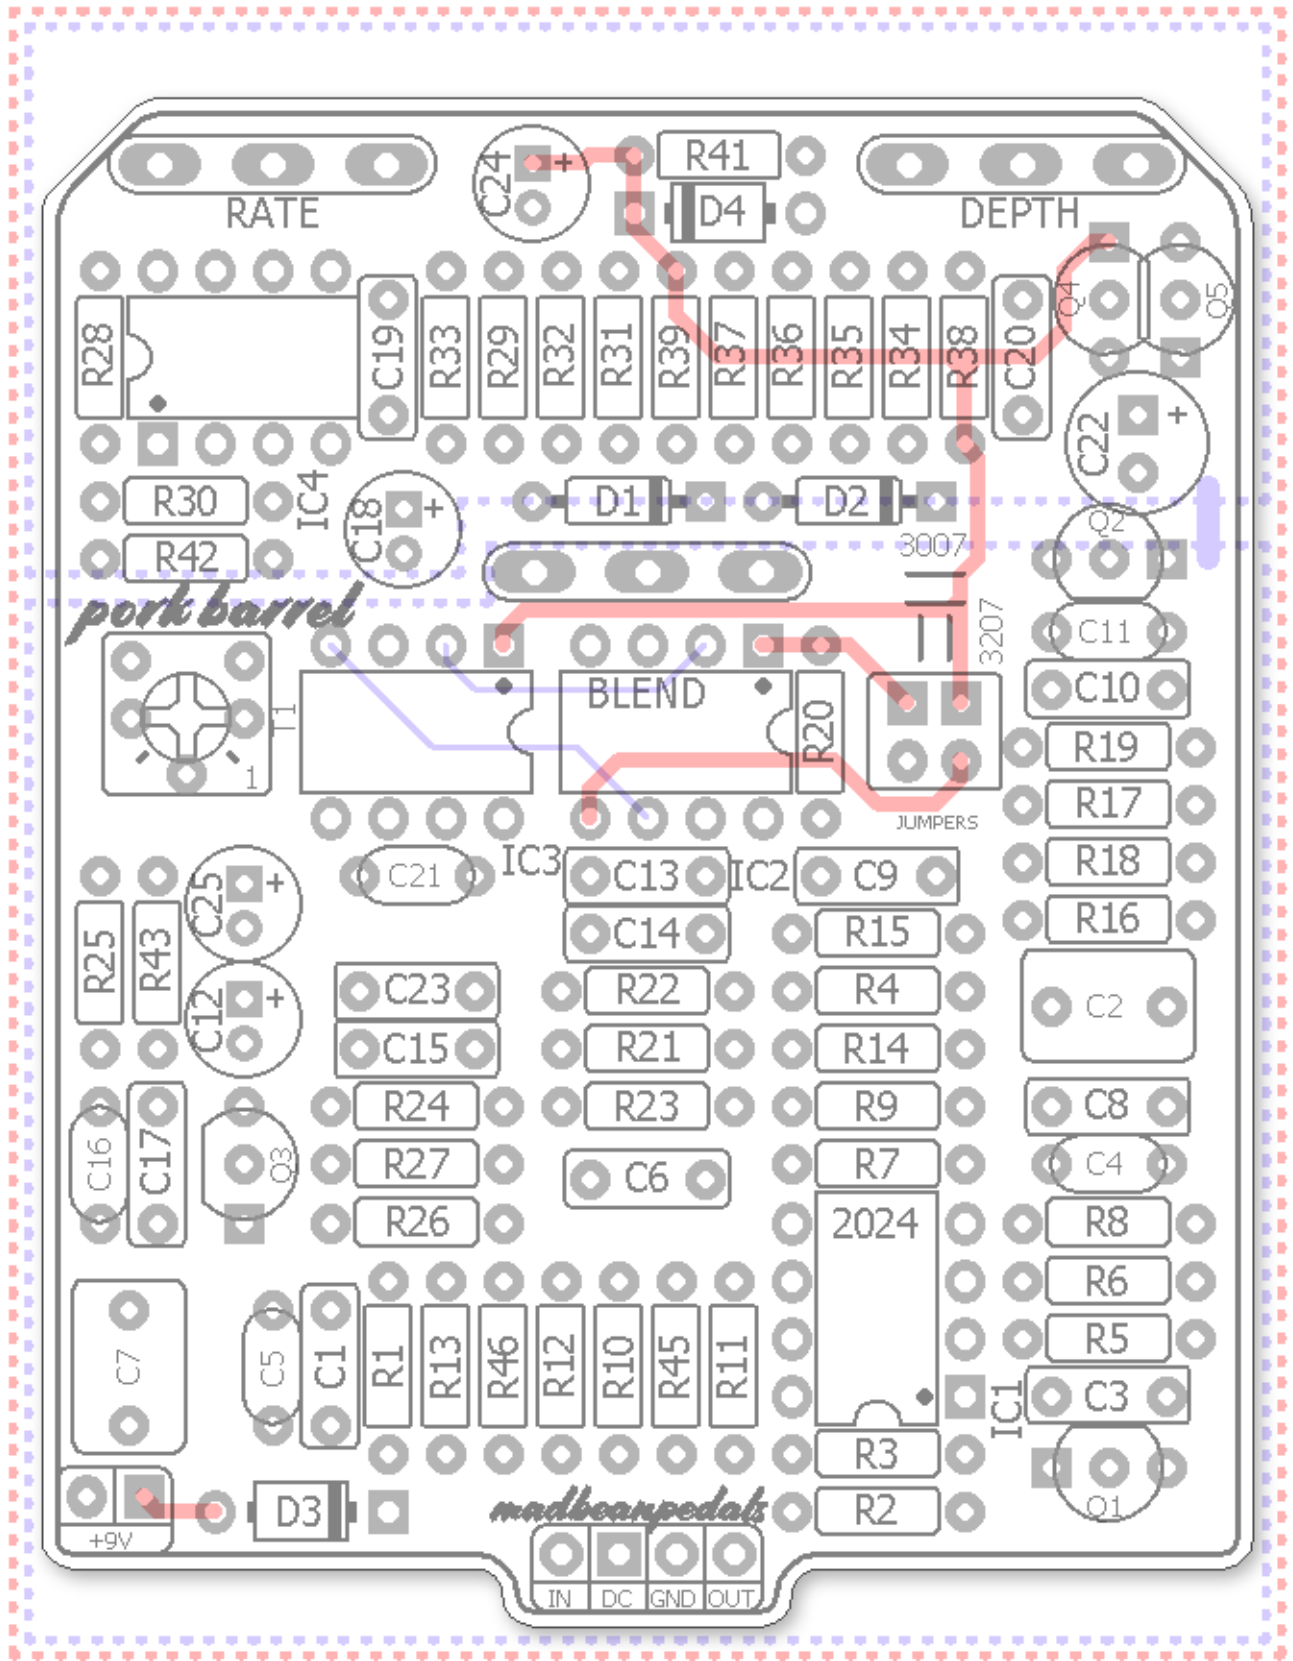 C24 + R41
D4
RATE DEPTH
R28 C19 R33 R29 R32 R31 R39 R37 R36 R35 R34 R38 C20 Q4 Q5
C22 +
R30 IC4 C18 + D1 D2
Q2
R42 3007
pork barrel
3207 C11
T1 BLEND R20 C10
R19
1
R17
JUMPERS
C25 + C21 IC3 C13 IC2 C9 R18
R25 R43 C14 R15 R16
C12 + C23 R22 R4 C2
C15 R21 R14
R24 R23 R9 C8
C16 C17 Q3 R27 C6 R7 C4
R26 2024 R8
R6
C7 C5 C1 R1 R13 R46 R12 R10 R45 R11 R5
IC1 C3
R3
D3 madbeanpedals R2 Q1
+9V
IN DC GND OUT